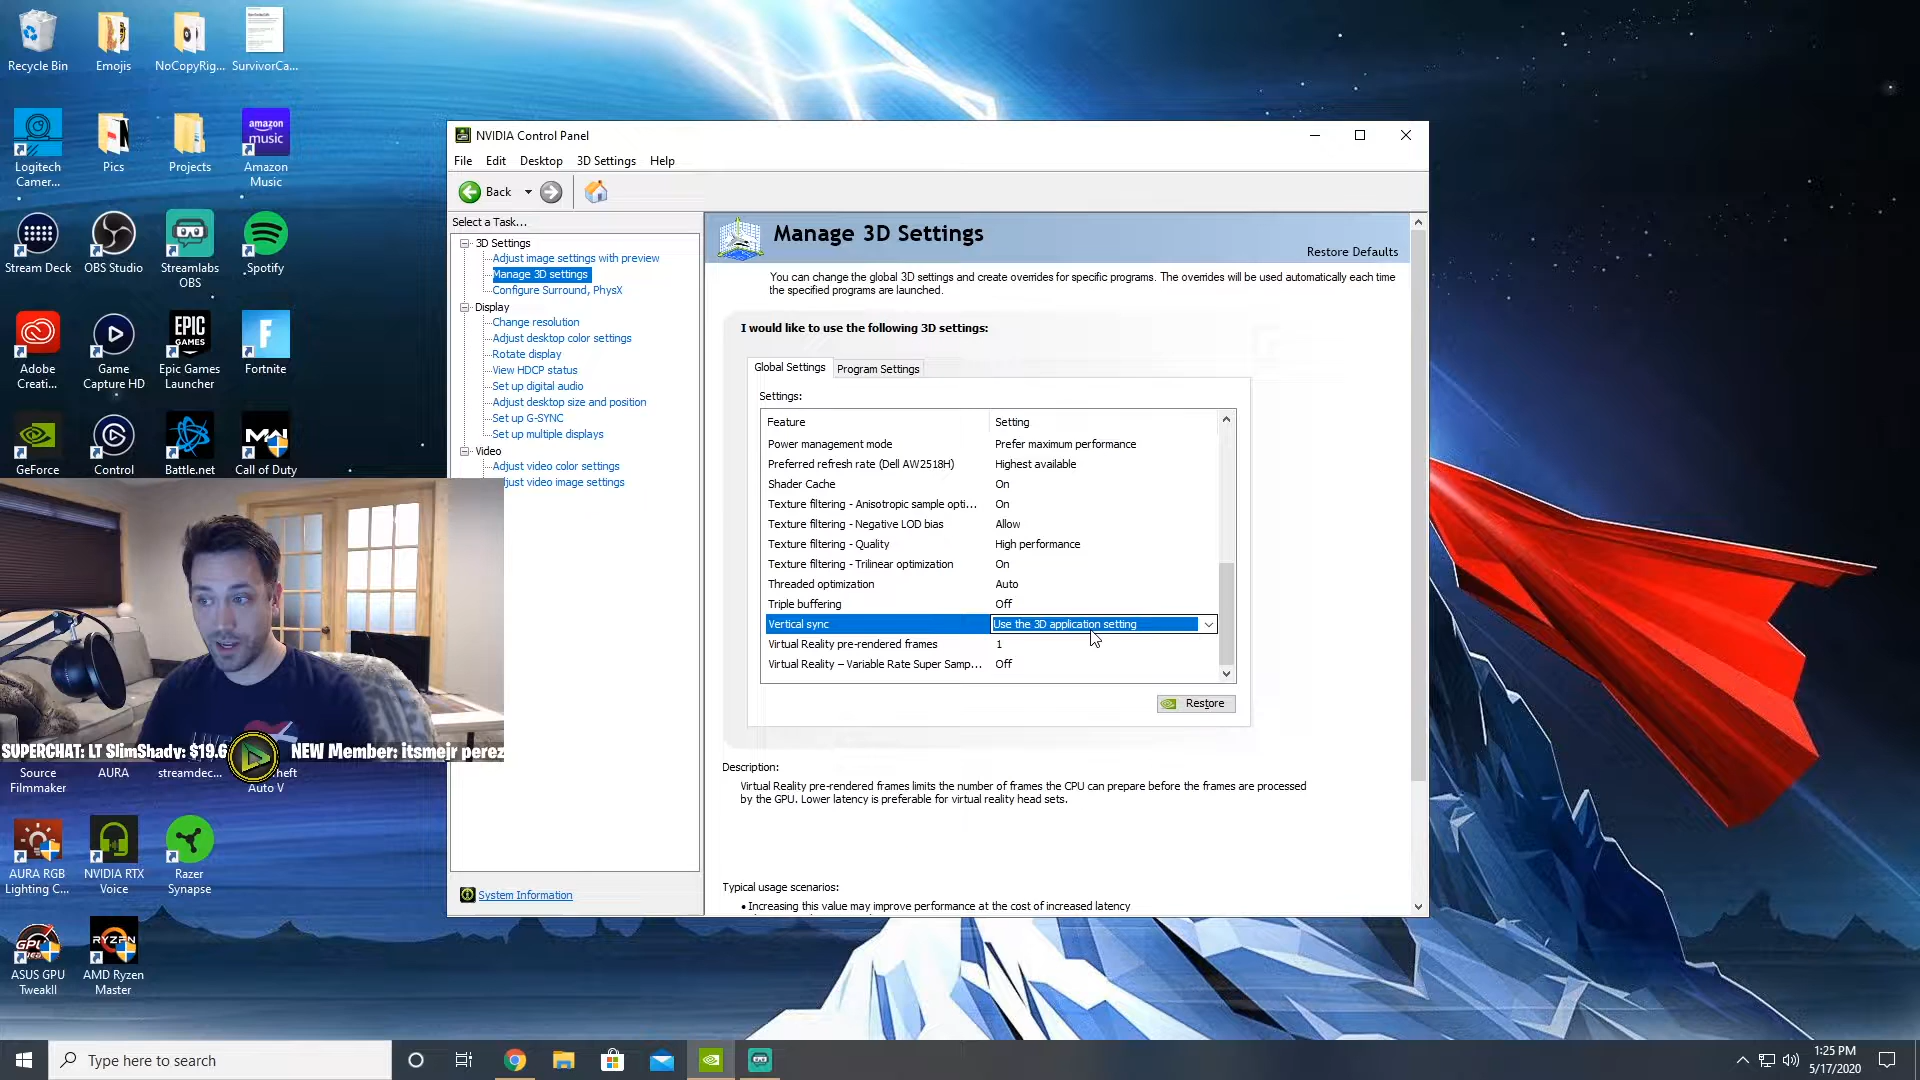 Recycle Bin
Emojis
NoCopyRig...
SurvivorCa...
Logitech
Camer...
Pics
Projects
amazon
music
Amazon
Music
Stream Deck
OBS Studio
Streamlabs
OBS
Spotify
Adobe
Creati...
Game
Capture HD
EPIC
GAMES
Epic Games
Launcher
Fortnite
GeForce
Control
Battle.net
Call of Duty
NVIDIA Control Panel
File Edit Desktop 3D Settings Help
Back
Select a Task...
3D Settings
Adjust image settings with preview
Manage 3D settings
Configure Surround, PhysX
Display
Change resolution
Adjust desktop color settings
Rotate display
View HDCP status
Set up digital audio
Adjust desktop size and position
Set up G-SYNC
Set up multiple displays
Video
Adjust video color settings
just video image settings
System Information
Manage 3D Settings
Restore Defaults
You can change the global 3D settings and create overrides for specific programs. The overrides will be used automatically each time
the specified programs are launched.
I would like to use the following 3D settings:
Global Settings Program Settings
Settings:
Feature Setting
Power management mode Prefer maximum performance
Preferred refresh rate (Dell AW2518H) Highest available
Shader Cache On
Texture filtering - Anisotropic sample opti... On
Texture filtering - Negative LOD bias Allow
Texture filtering - Quality High performance
Texture filtering - Trilinear optimization On
Threaded optimization Auto
Triple buffering Off
Vertical sync Use the 3D application setting
Virtual Reality pre-rendered frames 1
Virtual Reality – Variable Rate Super Samp... Off
Restore
Description:
Virtual Reality pre-rendered frames limits the number of frames the CPU can prepare before the frames are processed
by the GPU. Lower latency is preferable for virtual reality head sets.
Typical usage scenarios:
• Increasing this value may improve performance at the cost of increased latency
SUPERCHAT: LT SlimShady: $19.6
NEW Member: itsmejr perez
Source
Filmmaker
AURA
streamdec...
heft
Auto V
AURA RGB
Lighting C...
NVIDIA RTX
Voice
Razer
Synapse
GPU
ASUS GPU
TweakII
RYZEN
AMD Ryzen
Master
Type here to search
1:25 PM
5/17/2020